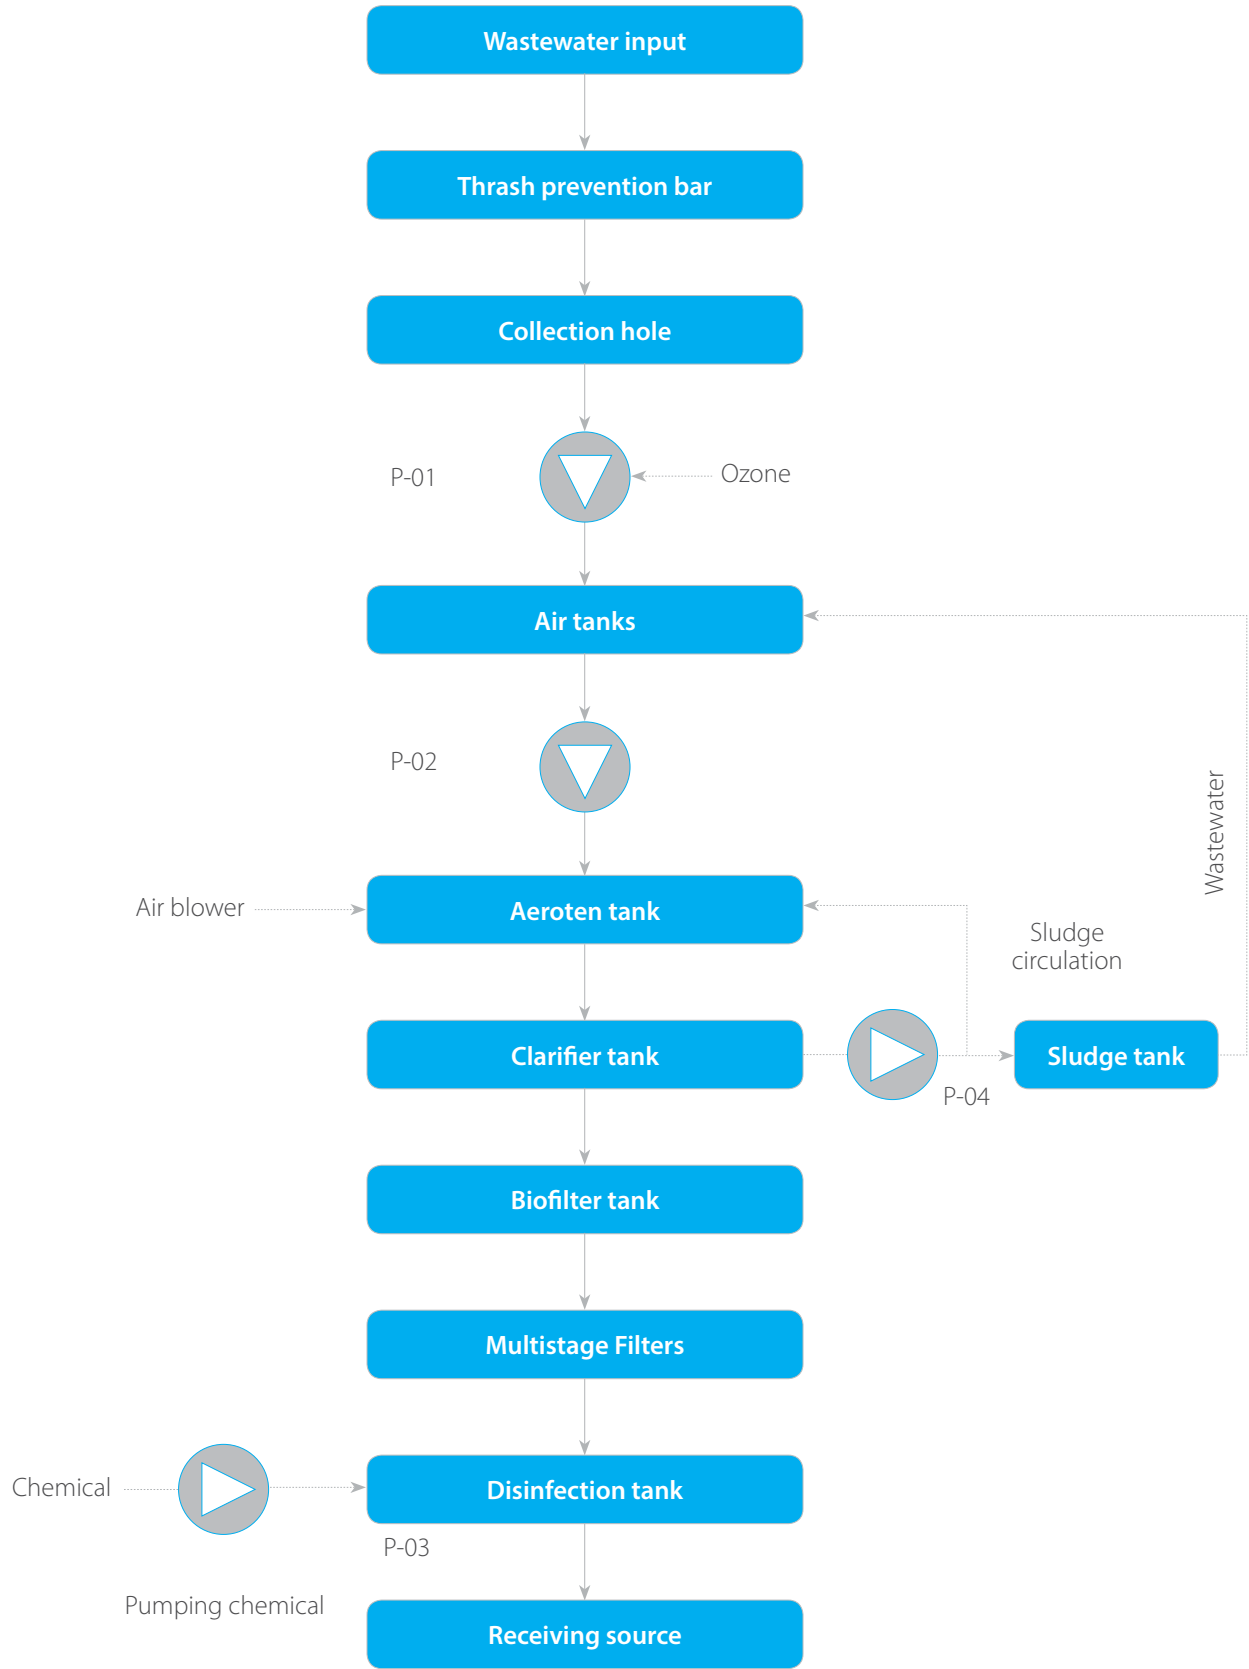 Wastewater input
Thrash prevention bar
Collection hole
P-01
Ozone
Air tanks
P-02
Wastewater
Air blower
Aeroten tank
Sludge
circulation
Clarifier tank
Sludge tank
P-04
Biofilter tank
Multistage Filters
Chemical
Disinfection tank
P-03
Pumping chemical
Receiving source